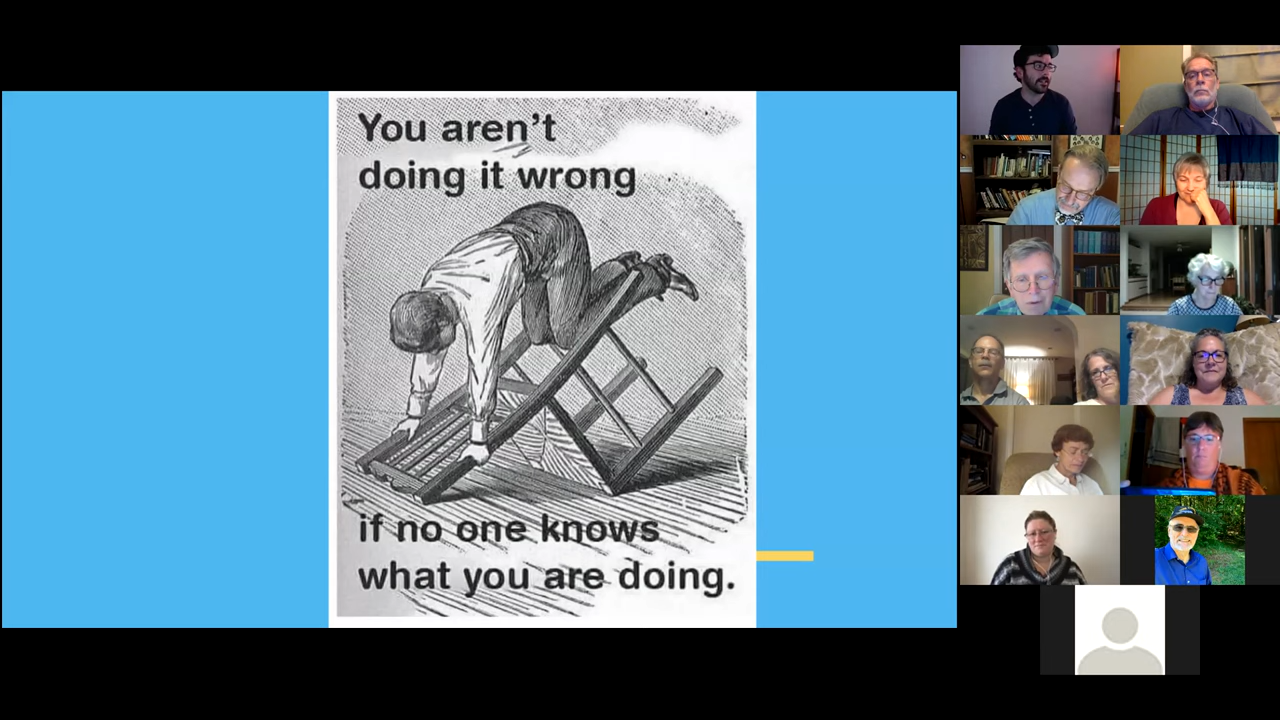 You aren’t
doing it wrong
if no one knows
what you are doing.